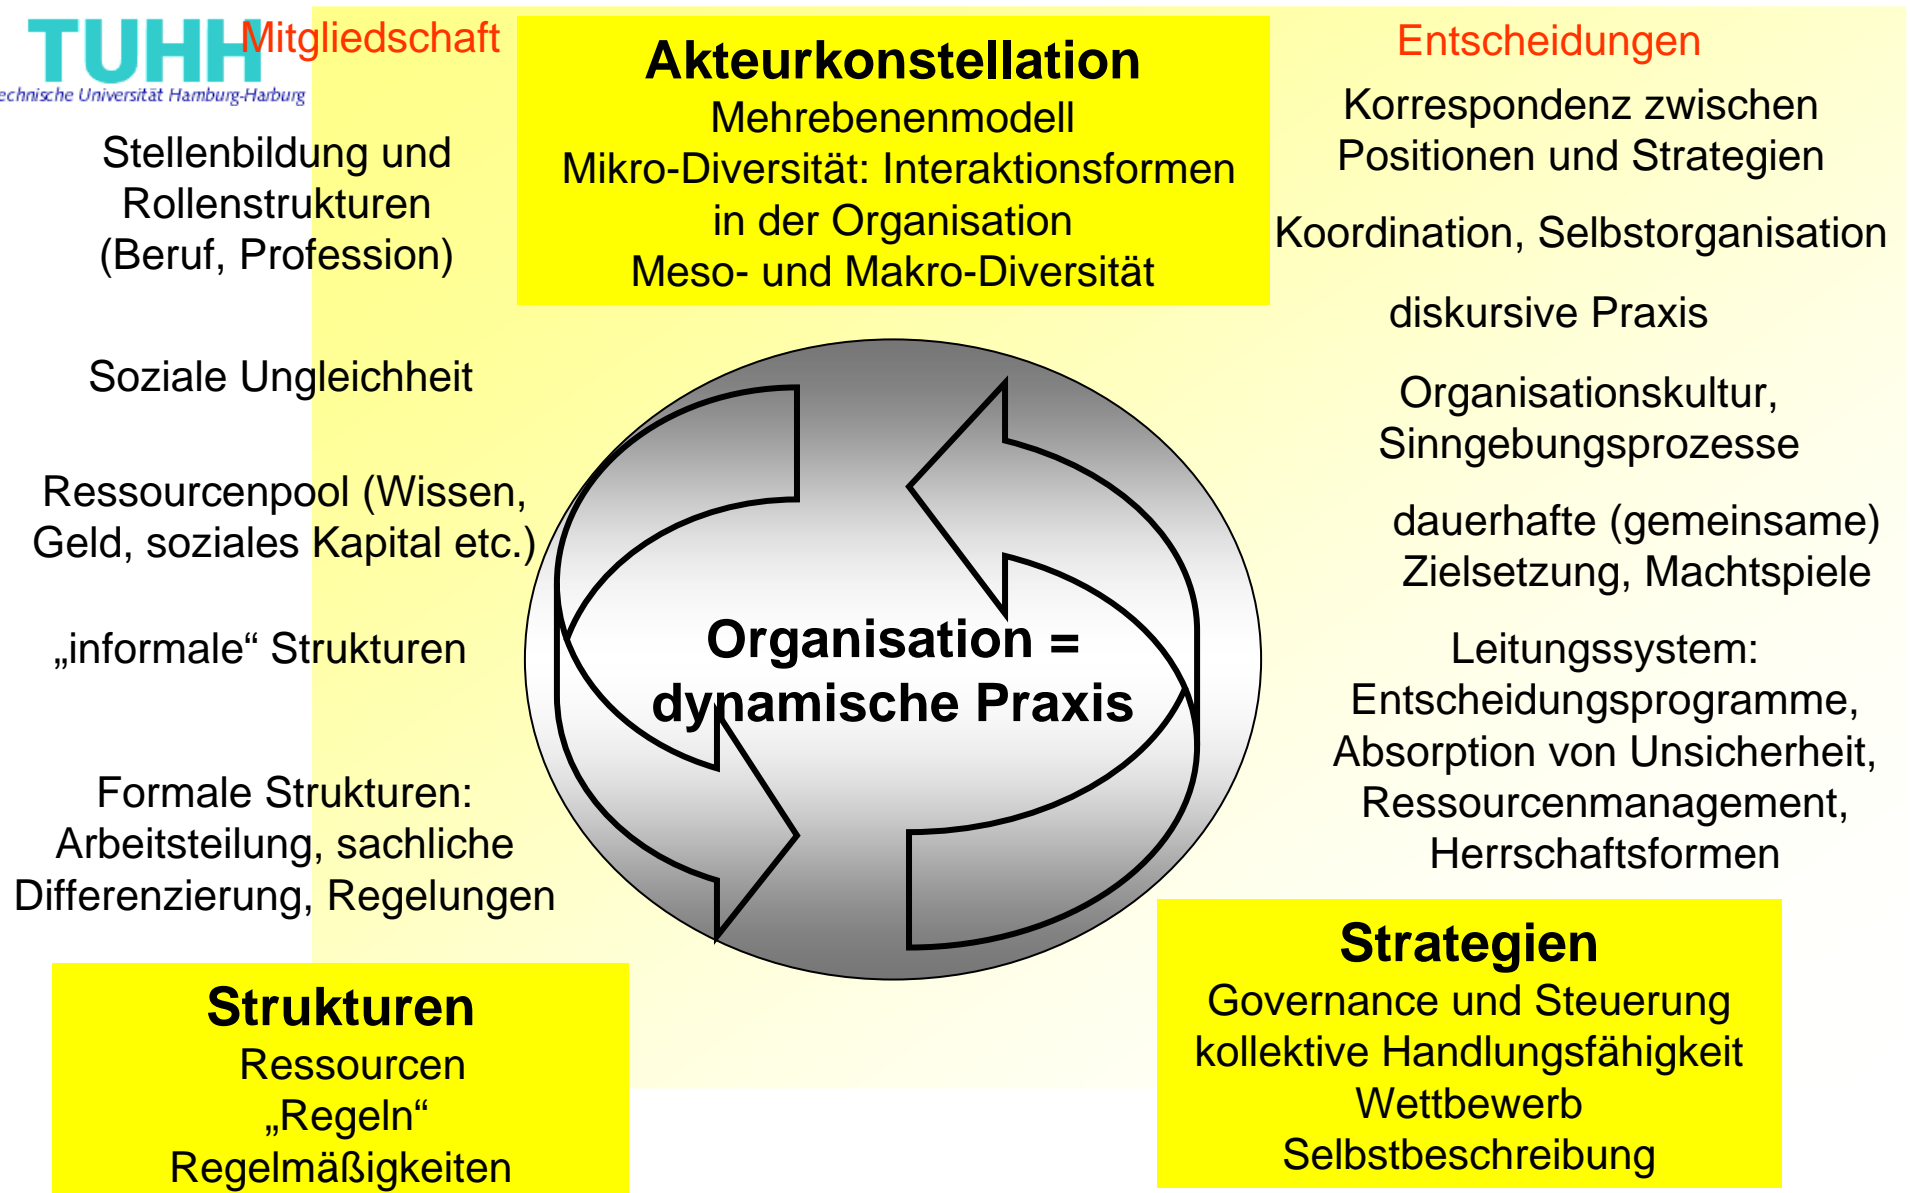 TUHH
echnische Universität Hamburg-Harburg
Mitgliedschaft
Stellenbildung und
Rollenstrukturen
(Beruf, Profession)
Soziale Ungleichheit
Ressourcenpool (Wissen,
Geld, soziales Kapital etc.)
„informale“ Strukturen
Formale Strukturen:
Arbeitsteilung, sachliche
Differenzierung, Regelungen
Strukturen
Ressourcen
„Regeln“
Regelmäßigkeiten
Akteurkonstellation
Mehrebenenmodell
Mikro-Diversität: Interaktionsformen
in der Organisation
Meso- und Makro-Diversität
Organisation =
dynamische Praxis
Entscheidungen
Korrespondenz zwischen
Positionen und Strategien
Koordination, Selbstorganisation
diskursive Praxis
Organisationskultur,
Sinngebungsprozesse
dauerhafte (gemeinsame)
Zielsetzung, Machtspiele
Leitungssystem:
Entscheidungsprogramme,
Absorption von Unsicherheit,
Ressourcenmanagement,
Herrschaftsformen
Strategien
Governance und Steuerung
kollektive Handlungsfähigkeit
Wettbewerb
Selbstbeschreibung